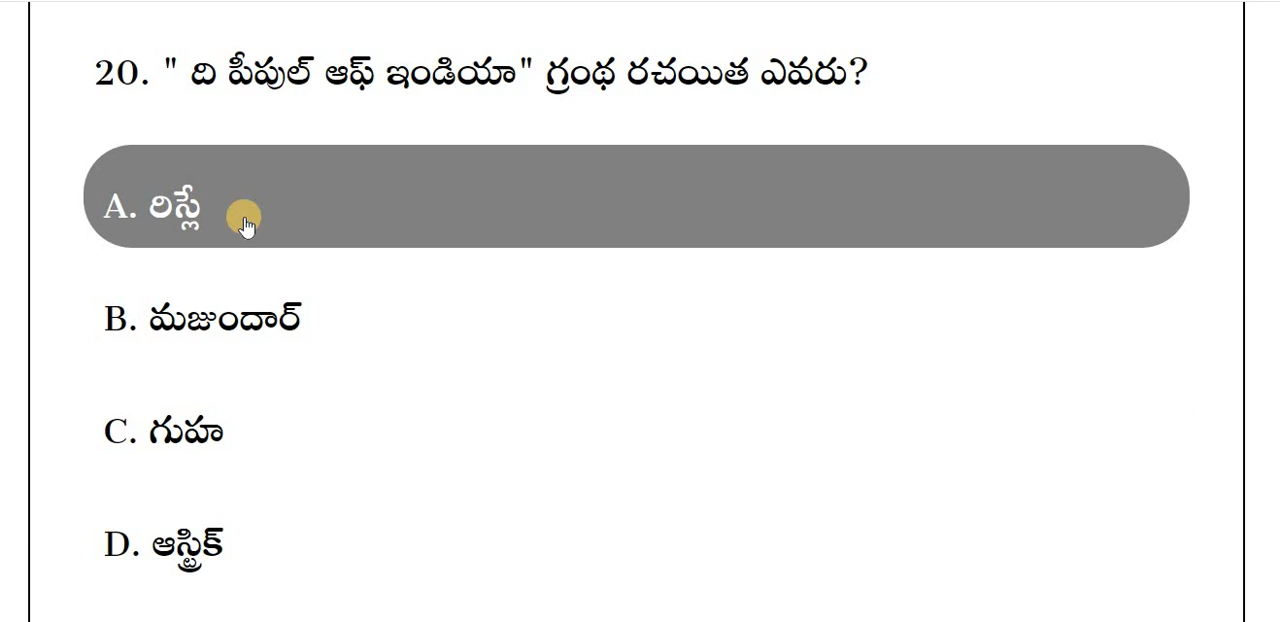 20. " ది పీపుల్ ఆఫ్ ఇండియా" గ్రంథ రచయిత ఎవరు?
A. రిస్లే
B. మజుందార్
C. గుహ
D. ఆస్ట్రిక్